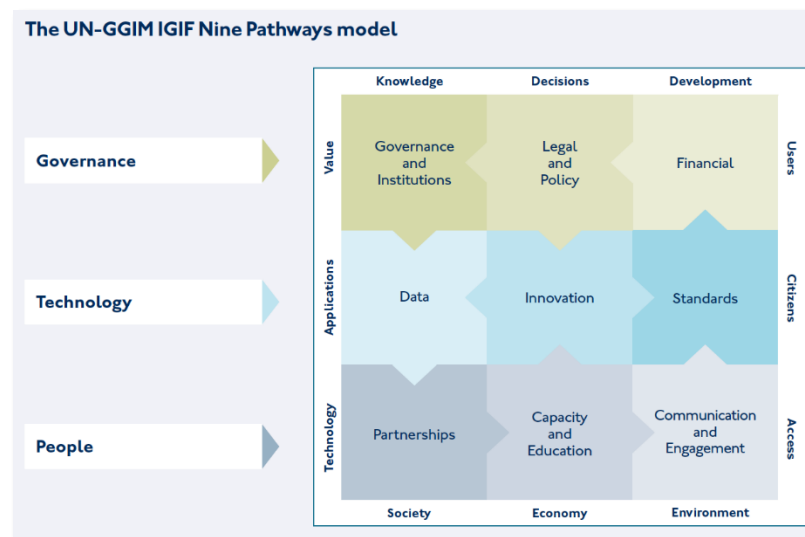 The UN-GGIM IGIF Nine Pathways model
Knowledge
Decisions
Development
Governance
Value
Governance
and
Institutions
Legal
and
Policy
Financial
Users
Technology
Applications
Data
Innovation
Standards
Citizens
People
Technology
Partnerships
Capacity
and
Education
Communication
and
Engagement
Access
Society
Economy
Environment